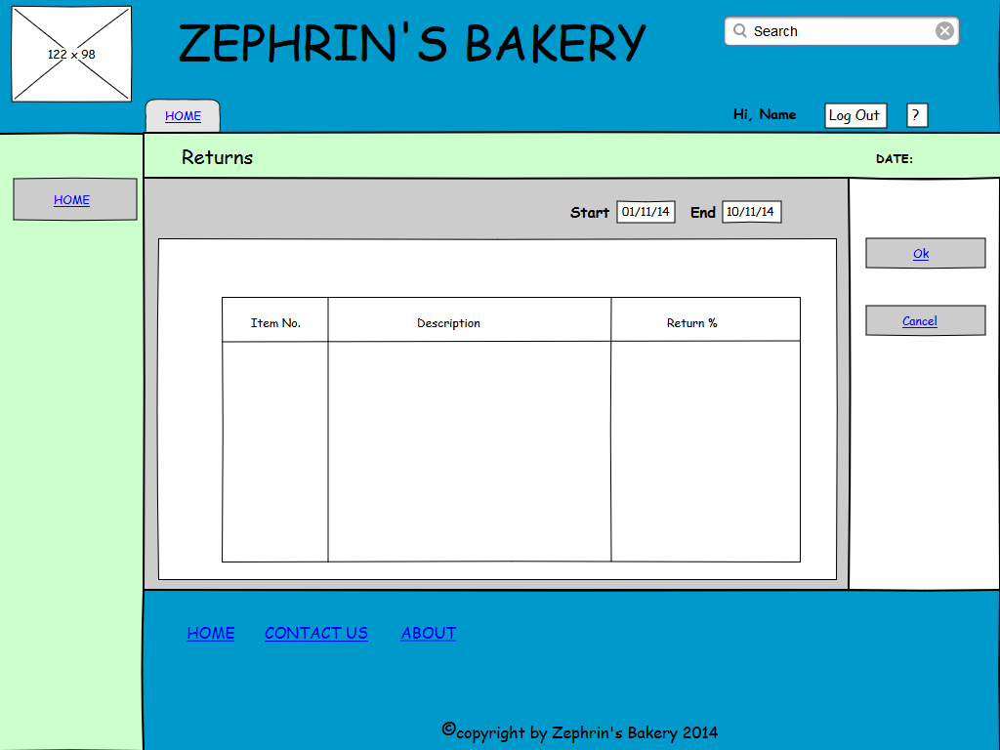 122 x 98
ZEPHRIN'S BAKERY
Search
HOME
Hi, Name
Log Out
?
Returns
DATE:
HOME
Start 01/11/14 End 10/11/14
Ok
Cancel
Item No. Description Return %
HOME CONTACT US ABOUT
©copyright by Zephrin's Bakery 2014